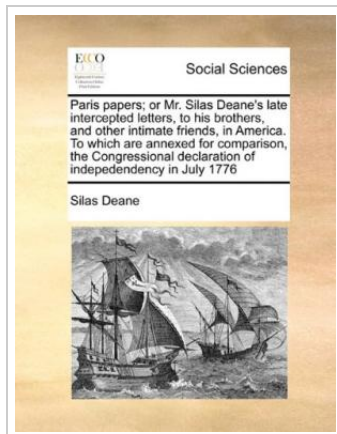 ECCO
Social Sciences
Paris papers; or Mr. Silas Deane's late
intercepted letters, to his brothers,
and other intimate friends, in America.
To which are annexed for comparison,
the Congressional declaration of
indepedendency in July 1776
Silas Deane